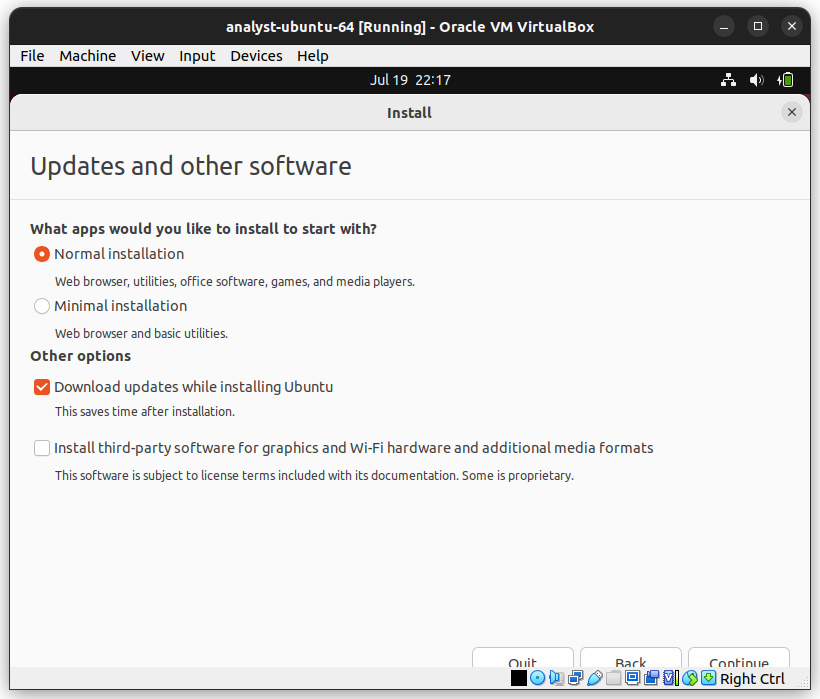 analyst-ubuntu-64 [Running] - Oracle VM VirtualBox
File Machine View Input Devices Help
Jul 19 22:17
Install
Updates and other software
What apps would you like to install to start with?
Normal installation
Web browser, utilities, office software, games, and media players.
Minimal installation
Web browser and basic utilities.
Other options
Download updates while installing Ubuntu
This saves time after installation.
Install third-party software for graphics and Wi-Fi hardware and additional media formats
This software is subject to license terms included with its documentation. Some is proprietary.
Quit Back Continue
Right Ctrl